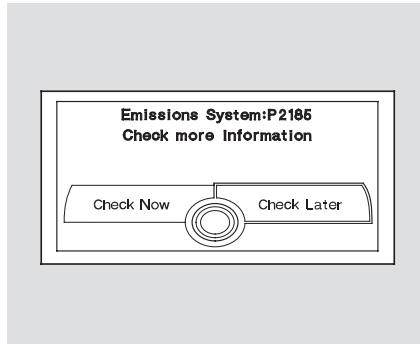 Emissions System:P2185
Check more Information
Check Now
Check Later